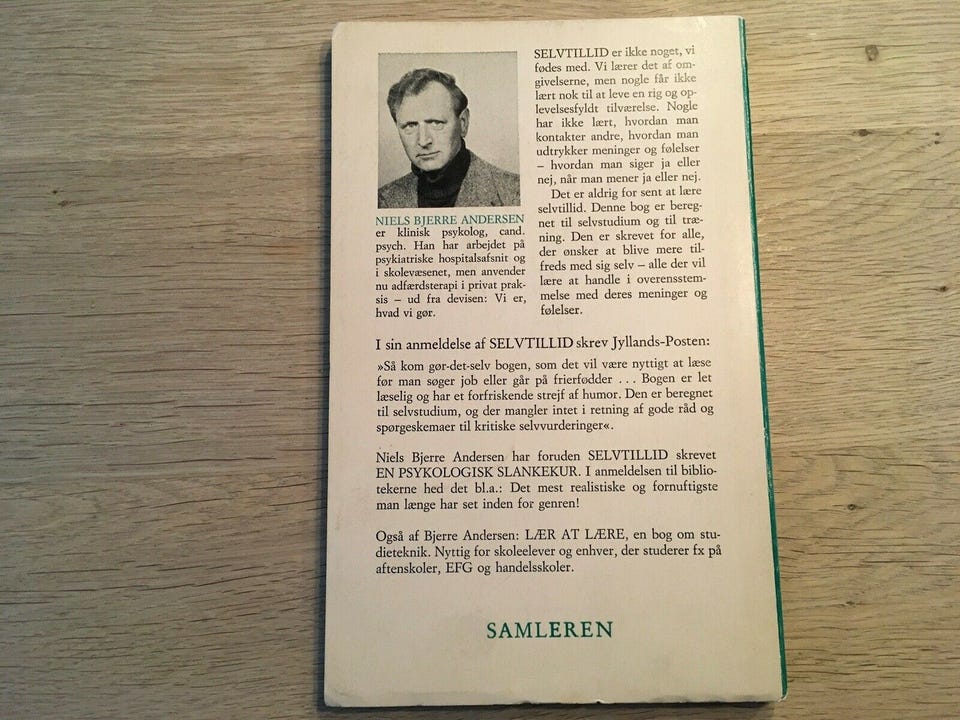 SELVTILLID er ikke noget, vi
fødes med. Vi lærer det af om-
givelserne, men nogle får ikke
lært nok til at leve en rig og op-
levelsesfyldt tilværelse. Nogle
har ikke lært, hvordan man
kontakter andre, hvordan man
udtrykker meninger og følelser
– hvordan man siger ja eller
nej, når man mener ja eller nej.
Det er aldrig for sent at lære
selvtillid. Denne bog er bereg-
net til selvstudium og til træ-
ning. Den er skrevet for alle,
der ønsker at blive mere til-
freds med sig selv – alle der vil
lære at handle i overensstem-
melse med deres meninger og
følelser.
NIELS BJERRE ANDERSEN
er klinisk psykolog, cand.
psych. Han har arbejdet på
psykiatriske hospitalsafsnit og
i skolevæsenet, men anvender
nu adfærdsterapi i privat prak-
sis – ud fra devisen: Vi er,
hvad vi gør.
I sin anmeldelse af SELVTILLID skrev Jyllands-Posten:
»Så kom gør-det-selv bogen, som det vil være nyttigt at læse
før man søger job eller går på frierfødder . . . Bogen er let
læselig og har et forfriskende strejf af humor. Den er beregnet
til selvstudium, og der mangler intet i retning af gode råd og
spørgeskemaer til kritiske selvvurderinger«.
Niels Bjerre Andersen har foruden SELVTILLID skrevet
EN PSYKOLOGISK SLANKEKUR. I anmeldelsen til biblio-
tekerne hed det bl.a.: Det mest realistiske og fornuftigste
man længe har set inden for genren!
Også af Bjerre Andersen: LÆR AT LÆRE, en bog om stu-
dieteknik. Nyttig for skoleelever og enhver, der studerer fx på
aftenskoler, EFG og handelsskoler.
SAMLEREN